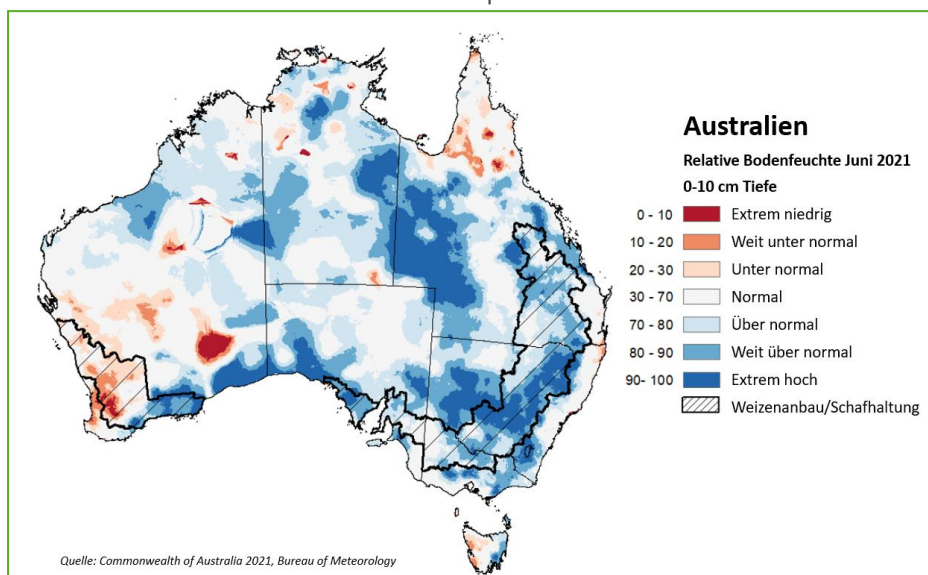 Australien
Relative Bodenfeuchte Juni 2021
0-10 cm Tiefe
0 - 10 Extrem niedrig
10 - 20 Weit unter normal
20 - 30 Unter normal
30 - 70 Normal
70 - 80 Über normal
80 - 90 Weit über normal
90- 100 Extrem hoch
Weizenanbau/Schafhaltung
Quelle: Commonwealth of Australia 2021, Bureau of Meteorology